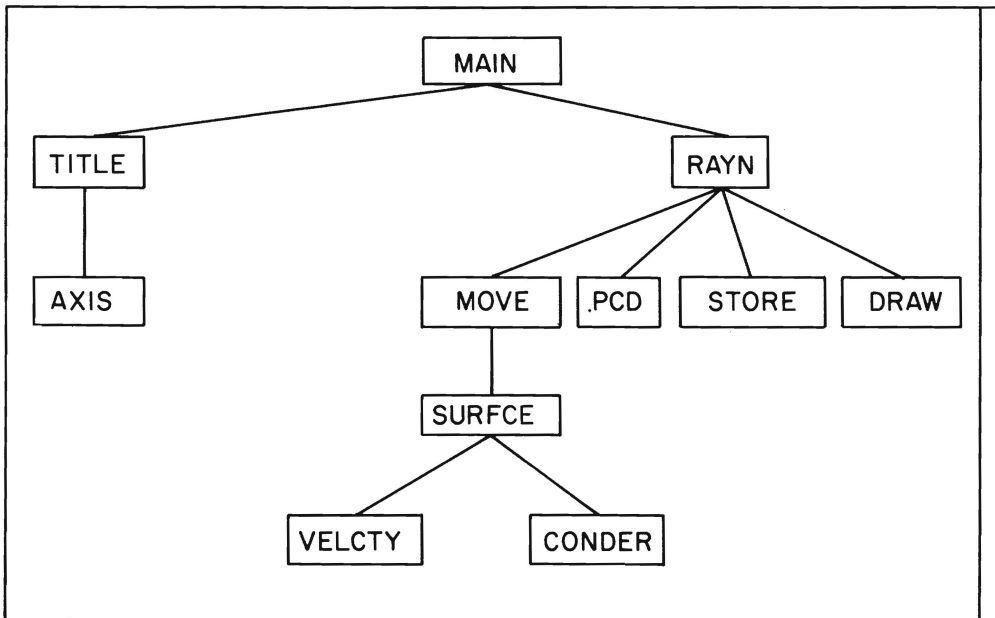 MAIN
TITLE RAYN
AXIS MOVE .PCD STORE DRAW
SURFCE
VELCTY CONDER